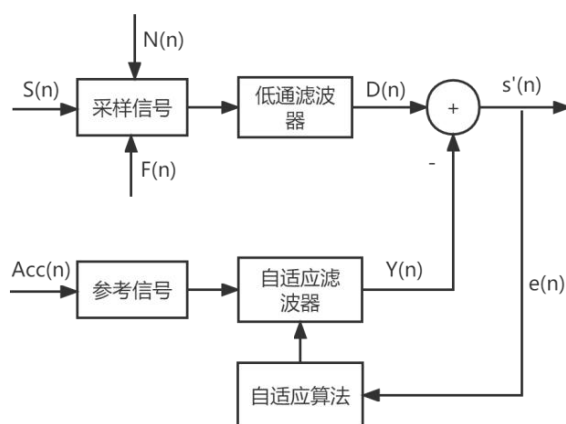 N(n)
S(n)
采样信号
F(n)
低通滤波
器
D(n)
+
s'(n)
-
Acc(n)
参考信号
自适应滤
波器
Y(n)
e(n)
自适应算法